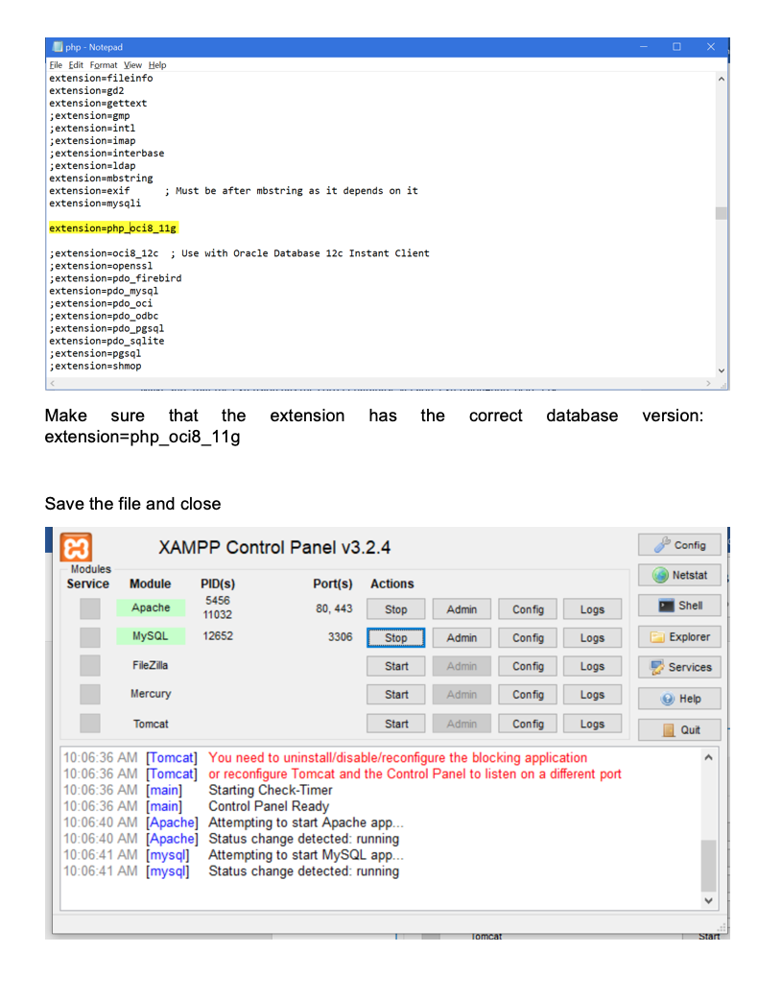 php - Notepad
File Edit Format View Help
extension=fileinfo
extension=gd2
extension=gettext
;extension=gmp
;extension=intl
;extension=imap
;extension=interbase
;extension=ldap
extension=mbstring
extension=exif      ; Must be after mbstring as it depends on it
extension=mysqli
extension=php_oci8_11g
;extension=oci8_12c  ; Use with Oracle Database 12c Instant Client
;extension=openssl
;extension=pdo_firebird
extension=pdo_mysql
;extension=pdo_oci
;extension=pdo_odbc
;extension=pdo_pgsql
extension=pdo_sqlite
;extension=pgsql
;extension=shmop
Make sure that the extension has the correct database version:
extension=php_oci8_11g
Save the file and close
XAMPP Control Panel v3.2.4
Config
Modules
Service Module PID(s) Port(s) Actions
Netstat
Apache 5456 11032 80, 443 Stop Admin Config Logs
Shell
MySQL 12652 3306 Stop Admin Config Logs
Explorer
FileZilla Start Admin Config Logs
Services
Mercury Start Admin Config Logs
Help
Tomcat Start Admin Config Logs
Quit
10:06:36 AM [Tomcat] You need to uninstall/disable/reconfigure the blocking application
10:06:36 AM [Tomcat] or reconfigure Tomcat and the Control Panel to listen on a different port
10:06:36 AM [main] Starting Check-Timer
10:06:36 AM [main] Control Panel Ready
10:06:40 AM [Apache] Attempting to start Apache app...
10:06:40 AM [Apache] Status change detected: running
10:06:41 AM [mysql] Attempting to start MySQL app...
10:06:41 AM [mysql] Status change detected: running
Tomcat Start